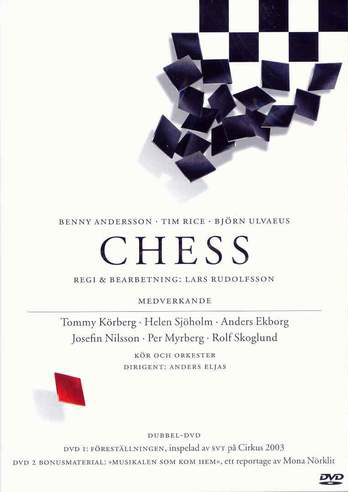 BENNY ANDERSSON · TIM RICE · BJÖRN ULVAEUS
CHESS
REGI & BEARBETNING: LARS RUDOLFSSON
MEDVERKANDE
Tommy Körberg · Helen Sjöholm · Anders Ekborg
Josefin Nilsson · Per Myrberg · Rolf Skoglund
KÖR OCH ORKESTER
DIRIGENT: ANDERS ELJAS
DUBBEL-DVD
DVD 1: FÖRESTÄLLNINGEN, inspelad av SVT på Cirkus 2003
DVD 2 BONUSMATERIAL: »MUSIKALEN SOM KOM HEM», ett reportage av Mona Nörklit
DVD